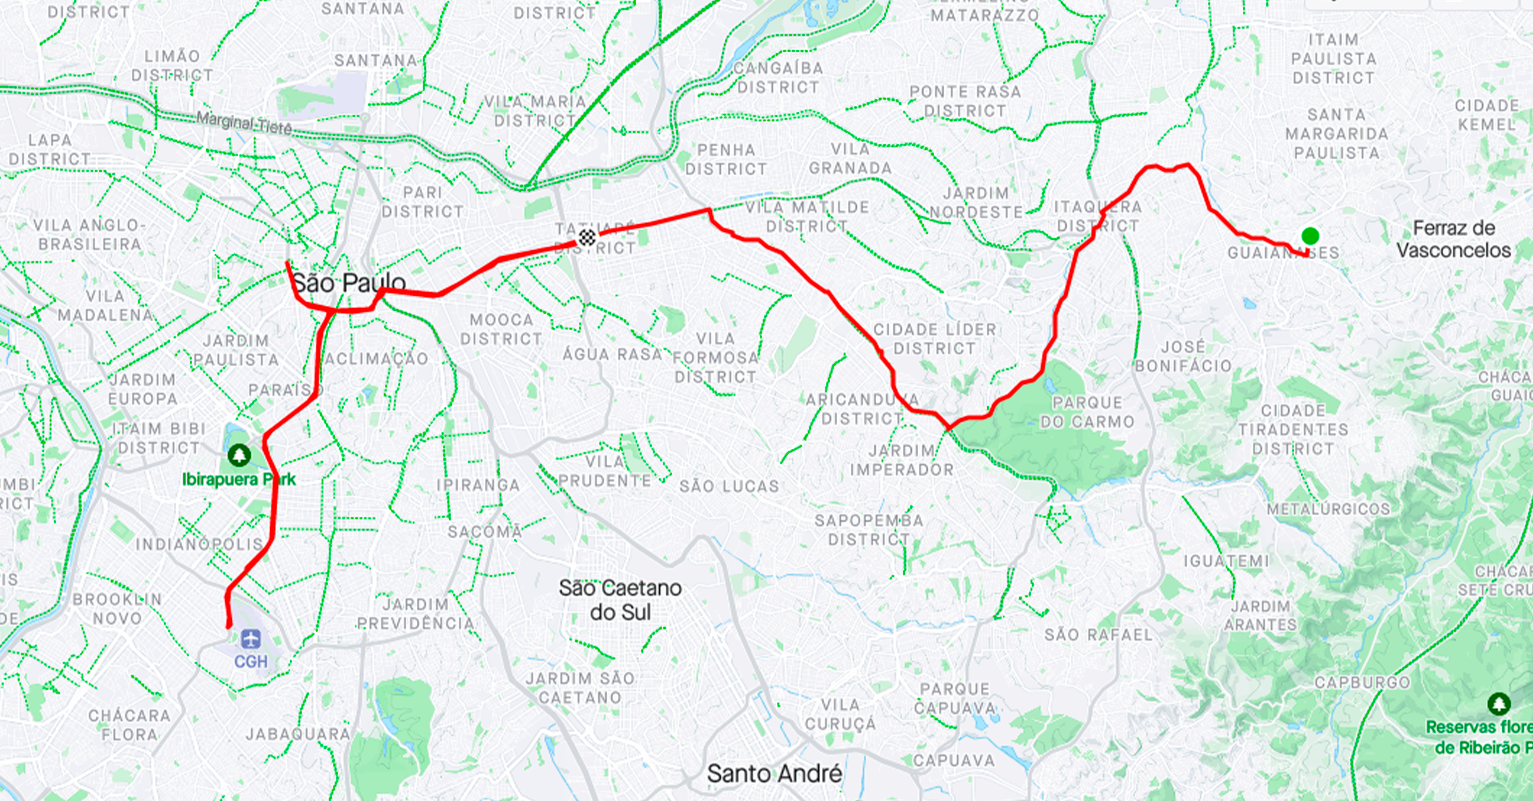 DISTRICT
SANTANA
DISTRICT
MATARAZZO
LIMÃO
DISTRICT
SANTANA
ITAIM
PAULISTA
DISTRICT
CANGAÍBA
DISTRICT
PONTE RASA
DISTRICT
VILA MARIA
DISTRICT
CIDADE
KEMEL
Marginal Tietê
SANTA
MARGARIDA
PAULISTA
LAPA
DISTRICT
PENHA
DISTRICT
VILA
GRANADA
PARI
DISTRICT
JARDIM
NORDESTE
ITAQUERA
DISTRICT
VILA MATILDE
DISTRICT
VILA ANGLO-
BRASILEIRA
TATUAPÉ
DISTRICT
Ferraz de
Vasconcelos
GUAIANASES
São Paulo
VILA
MADALENA
MOOCA
DISTRICT
CIDADE LÍDER
DISTRICT
JARDIM
PAULISTA
ACLIMAÇÃO
ÁGUA RASA
VILA
FORMOSA
DISTRICT
JOSÉ
BONIFÁCIO
JARDIM
EUROPA
PARAÍSO
ARICANDUVA
DISTRICT
PARQUE
DO CARMO
CIDADE
TIRADENTES
DISTRICT
ITAIM BIBI
DISTRICT
JARDIM
IMPERADOR
Ibirapuera Park
IPIRANGA
VILA
PRUDENTE
SÃO LUCAS
METALÚRGICOS
SACOMÃ
SAPOPEMBA
DISTRICT
INDIANÓPOLIS
IGUATEMI
São Caetano
do Sul
BROOKLIN
NOVO
JARDIM
PREVIDÊNCIA
JARDIM
ARANTES
SÃO RAFAEL
CGH
JARDIM SÃO
CAETANO
CAPBURGO
PARQUE
CAPUAVA
VILA
CURUÇÁ
CHÁCARA
FLORA
JABAQUARA
Reservas flore
de Ribeirão P
CAPUAVA
Santo André